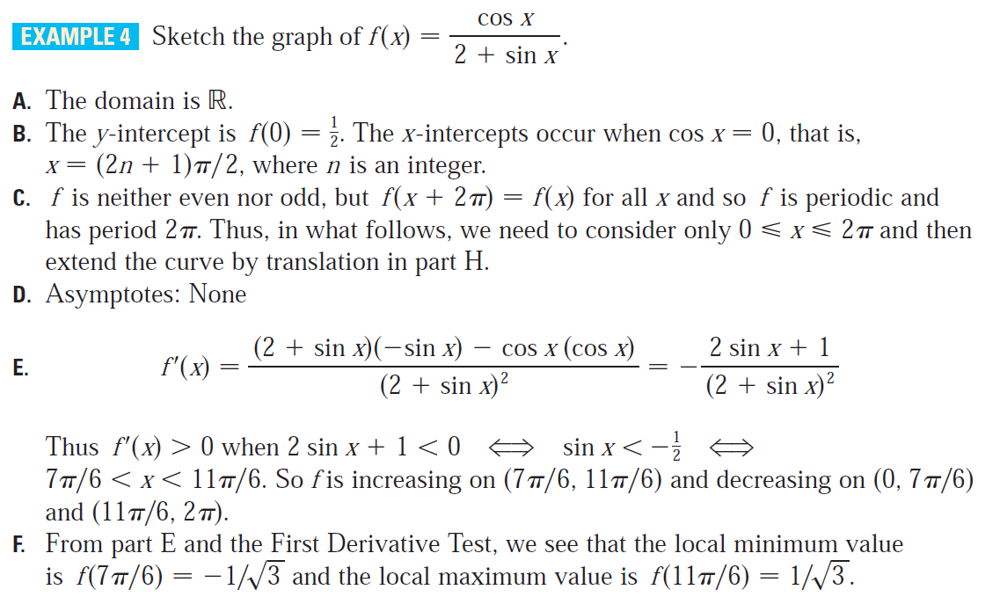 EXAMPLE 4 Sketch the graph of f(x) = cos x / (2 + sin x).
A. The domain is ℝ.
B. The y-intercept is f(0) = 1/2. The x-intercepts occur when cos x = 0, that is,
x = (2n + 1)π/2, where n is an integer.
C. f is neither even nor odd, but f(x + 2π) = f(x) for all x and so f is periodic and
has period 2π. Thus, in what follows, we need to consider only 0 ≤ x ≤ 2π and then
extend the curve by translation in part H.
D. Asymptotes: None
E. f′(x) = ((2 + sin x)(−sin x) − cos x (cos x)) / (2 + sin x)² = − (2 sin x + 1) / (2 + sin x)²
Thus f′(x) > 0 when 2 sin x + 1 < 0 ⟺ sin x < −1/2 ⟺
7π/6 < x < 11π/6. So f is increasing on (7π/6, 11π/6) and decreasing on (0, 7π/6)
and (11π/6, 2π).
F. From part E and the First Derivative Test, we see that the local minimum value
is f(7π/6) = −1/√3 and the local maximum value is f(11π/6) = 1/√3.